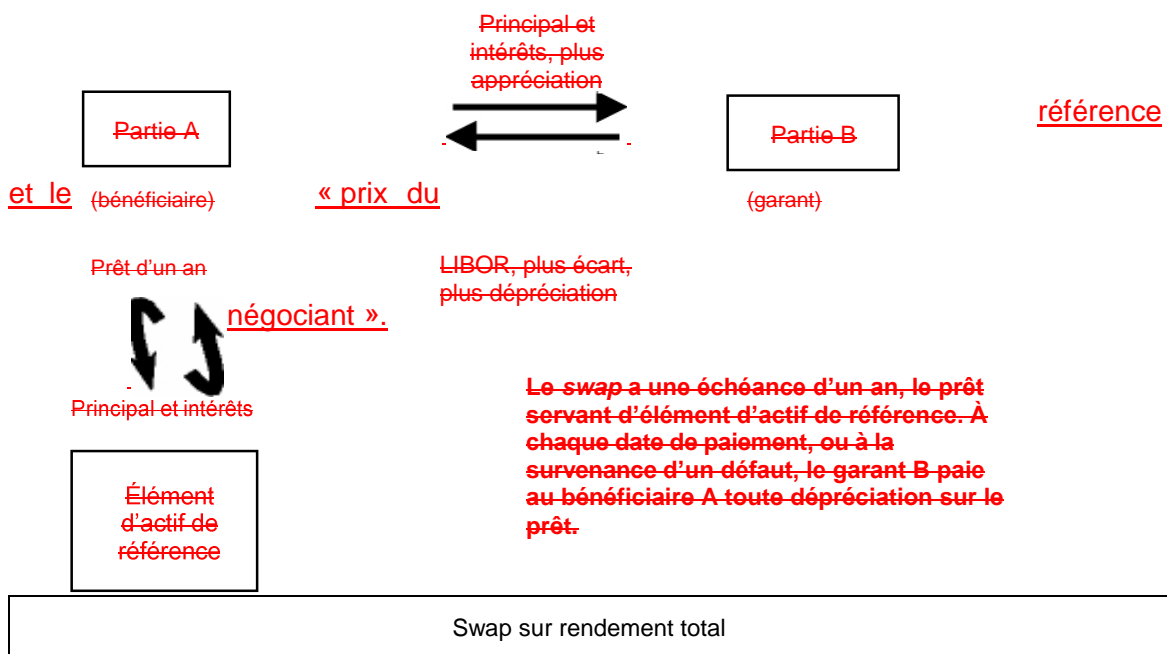 Principal et
intérêts, plus
appréciation
Partie A
Partie B
référence
et le (bénéficiaire) « prix du (garant)
Prêt d’un an
LIBOR, plus écart,
plus dépréciation
négociant ».
Principal et intérêts
Le swap a une échéance d’un an, le prêt
servant d’élément d’actif de référence. À
chaque date de paiement, ou à la
survenance d’un défaut, le garant B paie
au bénéficiaire A toute dépréciation sur le
prêt.
Élément
d’actif de
référence
Swap sur rendement total